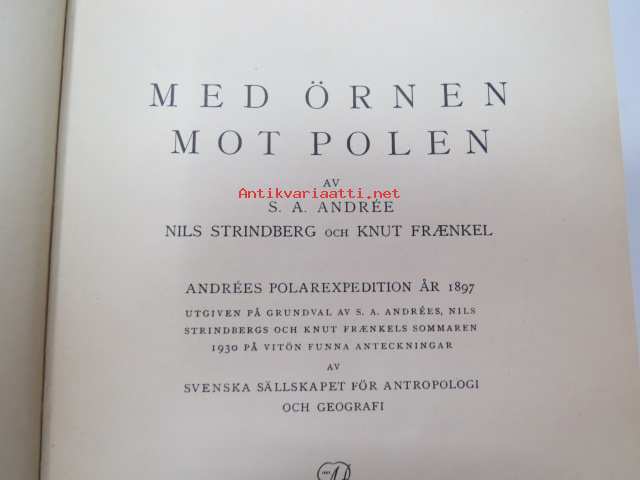 MED ÖRNEN
MOT POLEN
AV
Antikvariaatti.net
S. A. ANDRÉE
NILS STRINDBERG OCH KNUT FRÆNKEL
ANDRÉES POLAREXPEDITION ÅR 1897
UTGIVEN PÅ GRUNDVAL AV S. A. ANDRÉES, NILS
STRINDBERGS OCH KNUT FRÆNKELS SOMMAREN
1930 PÅ VITÖN FUNNA ANTECKNINGAR
AV
SVENSKA SÄLLSKAPET FÖR ANTROPOLOGI
OCH GEOGRAFI